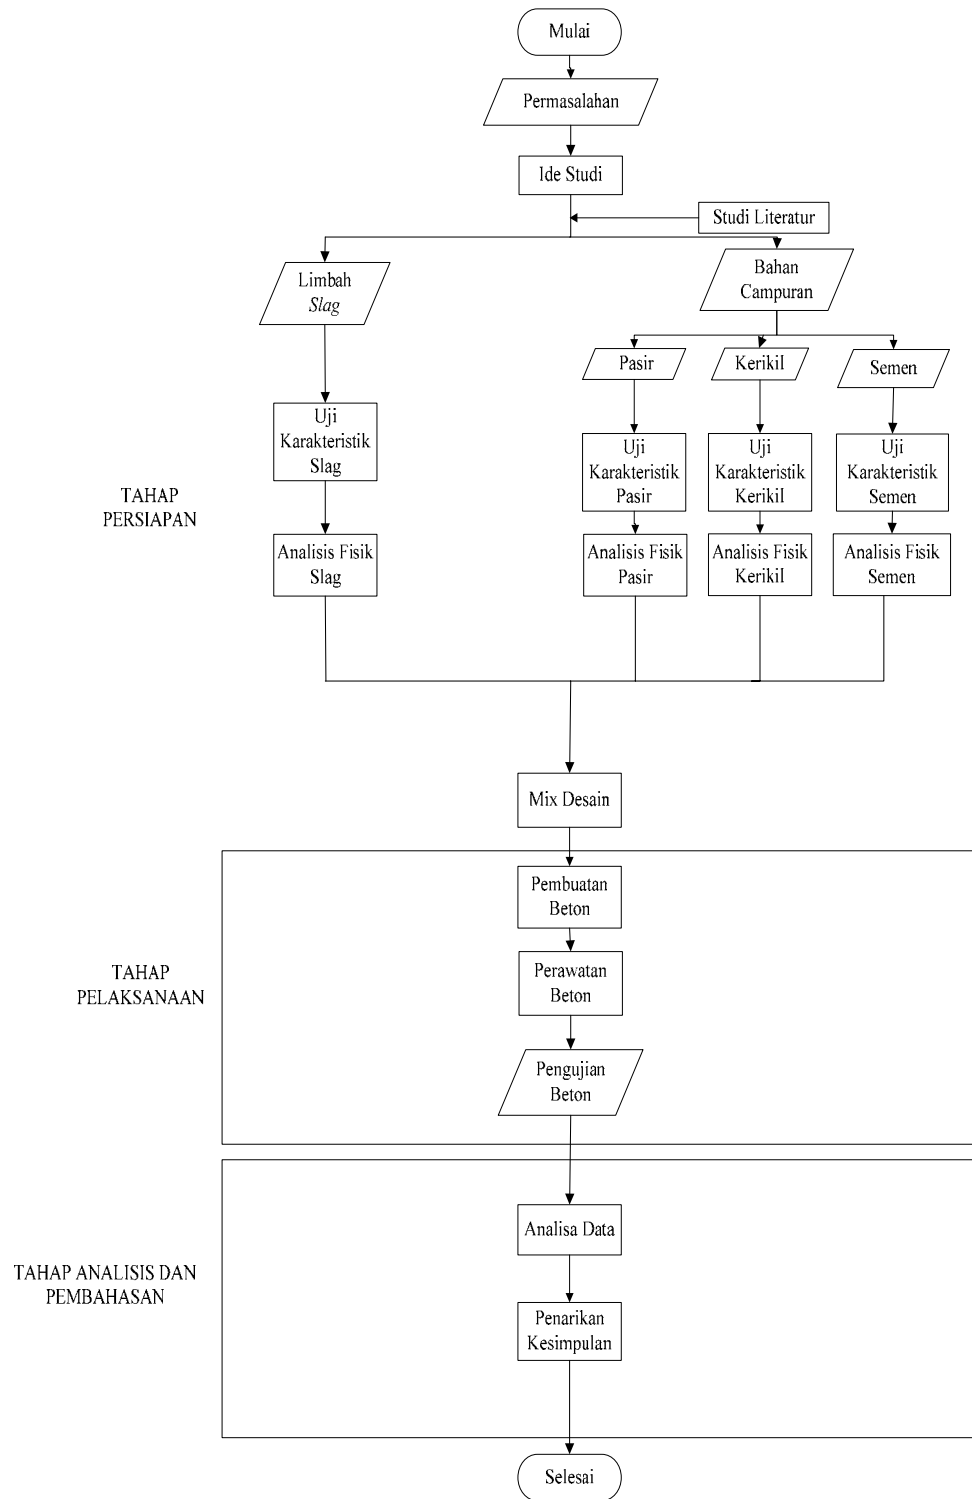 Mulai
Permasalahan
Ide Studi
Studi Literatur
Limbah
Slag
Bahan
Campuran
Pasir
Kerikil
Semen
Uji
Karakteristik
Slag
Uji
Karakteristik
Pasir
Uji
Karakteristik
Kerikil
Uji
Karakteristik
Semen
TAHAP
PERSIAPAN
Analisis Fisik
Slag
Analisis Fisik
Pasir
Analisis Fisik
Kerikil
Analisis Fisik
Semen
Mix Desain
Pembuatan
Beton
TAHAP
PELAKSANAAN
Perawatan
Beton
Pengujian
Beton
Analisa Data
TAHAP ANALISIS DAN
PEMBAHASAN
Penarikan
Kesimpulan
Selesai